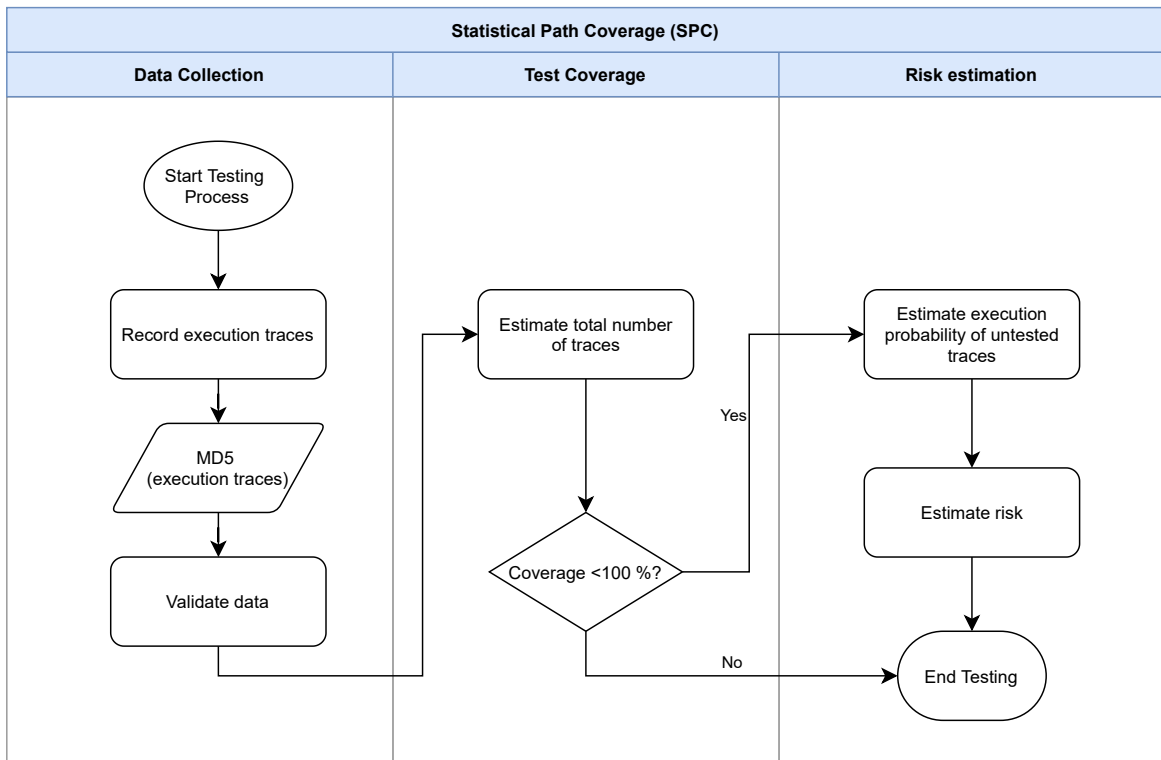 Statistical Path Coverage (SPC)
Data Collection
Test Coverage
Risk estimation
Start Testing
Process
Record execution traces
MD5
(execution traces)
Validate data
Estimate total number
of traces
Coverage <100 %?
Yes
No
Estimate execution
probability of untested
traces
Estimate risk
End Testing